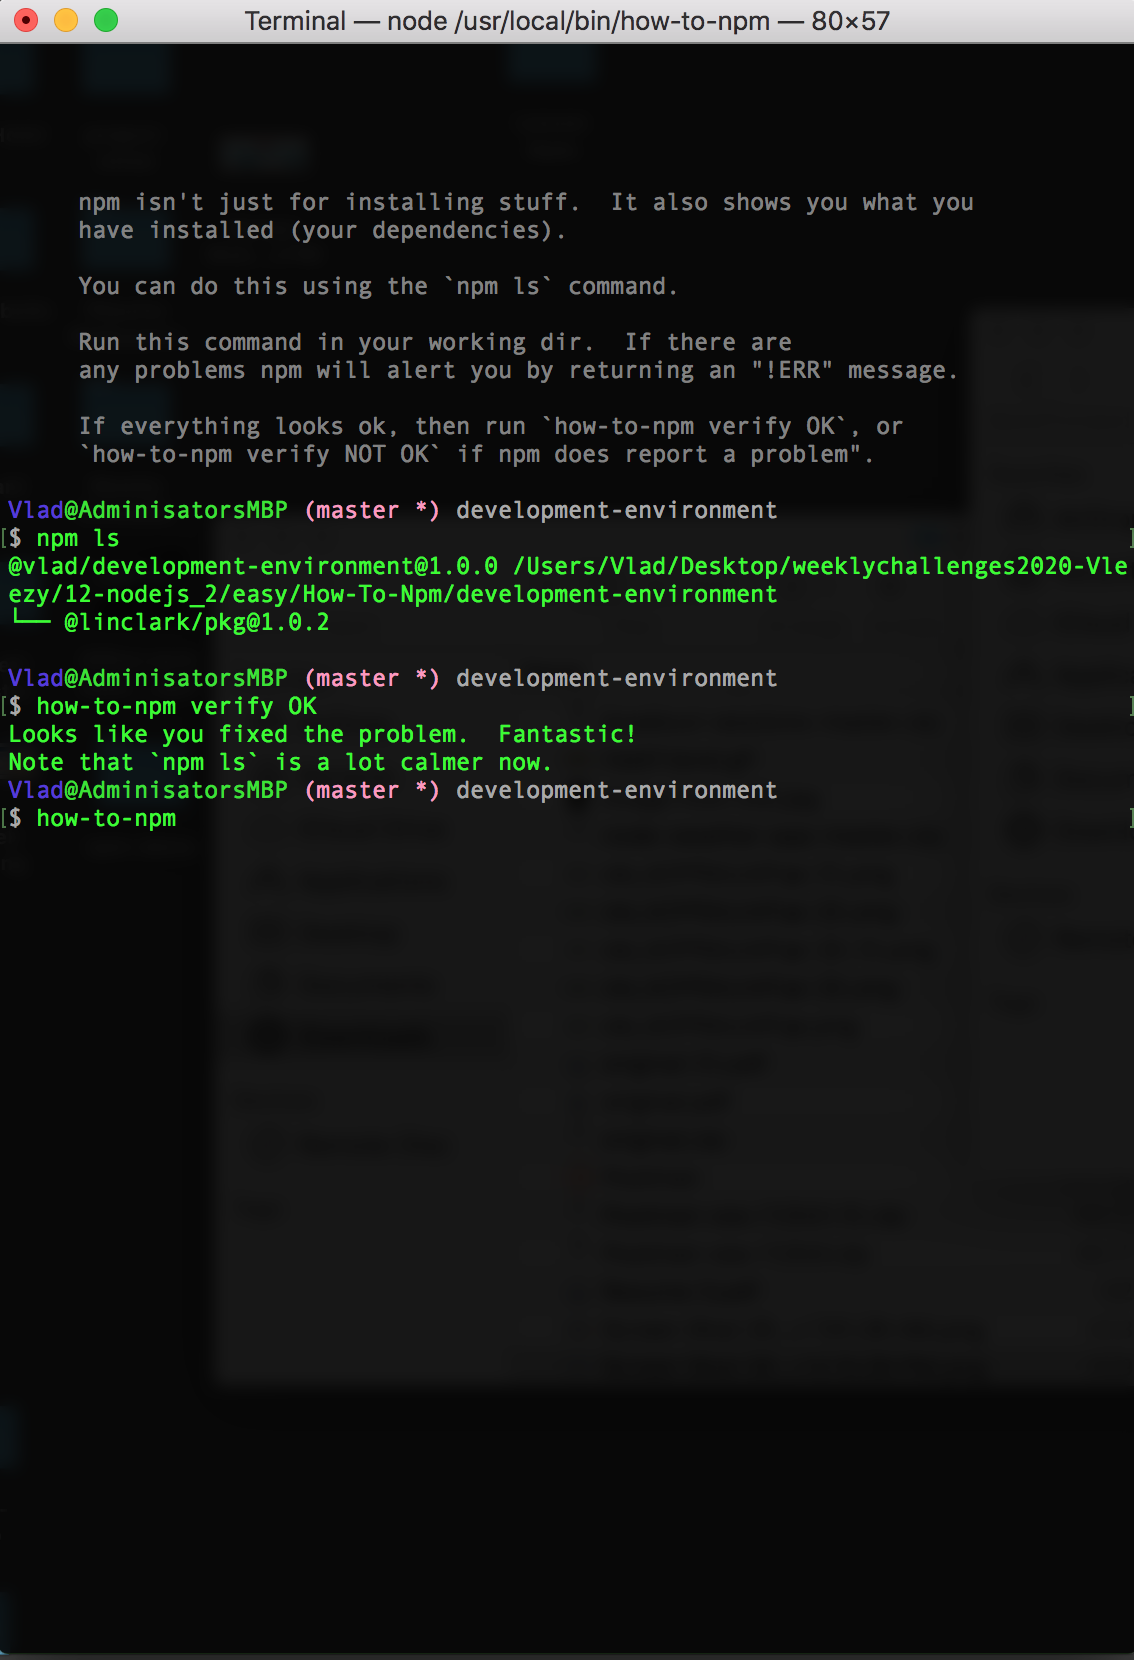 Terminal — node /usr/local/bin/how-to-npm — 80×57
npm isn't just for installing stuff.  It also shows you what you
have installed (your dependencies).
You can do this using the `npm ls` command.
Run this command in your working dir.  If there are
any problems npm will alert you by returning an "!ERR" message.
If everything looks ok, then run `how-to-npm verify OK`, or
`how-to-npm verify NOT OK` if npm does report a problem".
Vlad@AdminisatorsMBP (master *) development-environment
[$ npm ls ]
@vlad/development-environment@1.0.0 /Users/Vlad/Desktop/weeklychallenges2020-Vle
ezy/12-nodejs_2/easy/How-To-Npm/development-environment
└── @linclark/pkg@1.0.2
Vlad@AdminisatorsMBP (master *) development-environment
[$ how-to-npm verify OK ]
Looks like you fixed the problem.  Fantastic!
Note that `npm ls` is a lot calmer now.
Vlad@AdminisatorsMBP (master *) development-environment
[$ how-to-npm ]